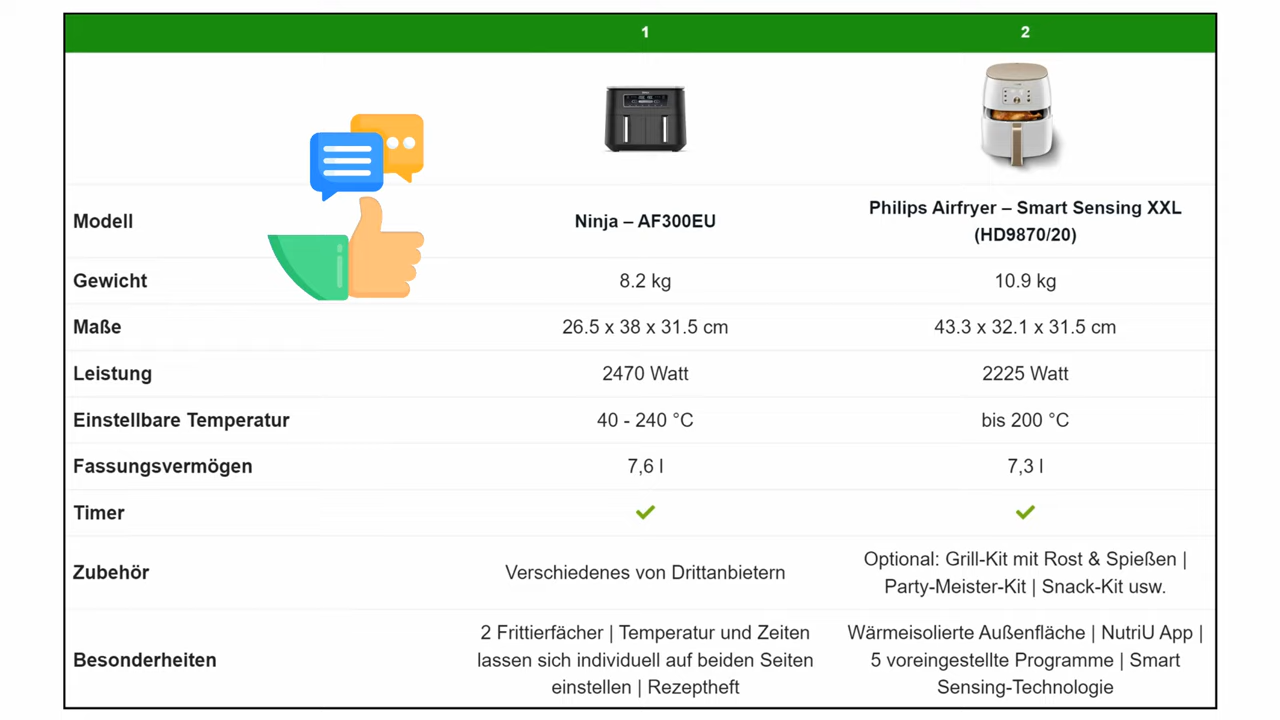 1 2
Modell Ninja – AF300EU Philips Airfryer – Smart Sensing XXL
(HD9870/20)
Gewicht 8.2 kg 10.9 kg
Maße 26.5 x 38 x 31.5 cm 43.3 x 32.1 x 31.5 cm
Leistung 2470 Watt 2225 Watt
Einstellbare Temperatur 40 - 240 °C bis 200 °C
Fassungsvermögen 7,6 l 7,3 l
Timer
Zubehör Verschiedenes von Drittanbietern Optional: Grill-Kit mit Rost & Spießen |
Party-Meister-Kit | Snack-Kit usw.
Besonderheiten 2 Frittierfächer | Temperatur und Zeiten
lassen sich individuell auf beiden Seiten
einstellen | Rezeptheft
Wärmeisolierte Außenfläche | NutriU App |
5 voreingestellte Programme | Smart
Sensing-Technologie